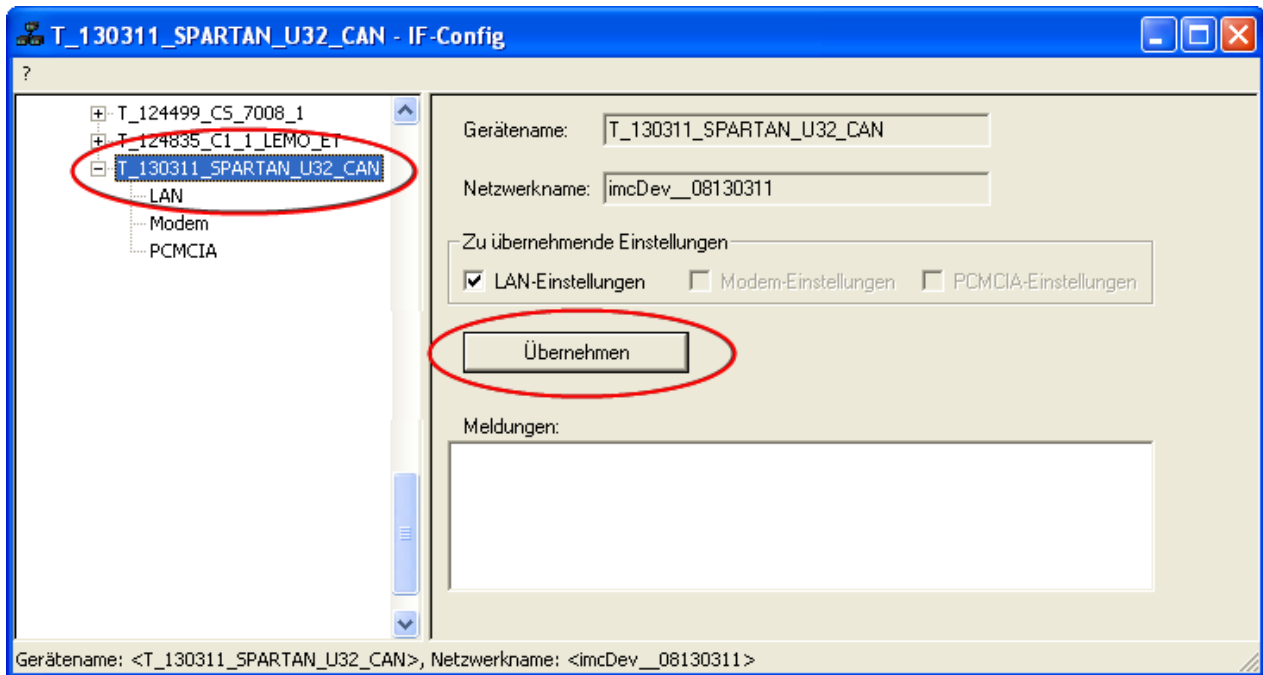 T_130311_SPARTAN_U32_CAN - IF-Config
?
T_124499_CS_7008_1
T_124835_C1_1_LEMO_ET
T_130311_SPARTAN_U32_CAN
LAN
Modem
PCMCIA
Gerätename: T_130311_SPARTAN_U32_CAN
Netzwerkname: imcDev__08130311
Zu übernehmende Einstellungen
LAN-Einstellungen Modem-Einstellungen PCMCIA-Einstellungen
Übernehmen
Meldungen:
Gerätename: <T_130311_SPARTAN_U32_CAN>, Netzwerkname: <imcDev__08130311>